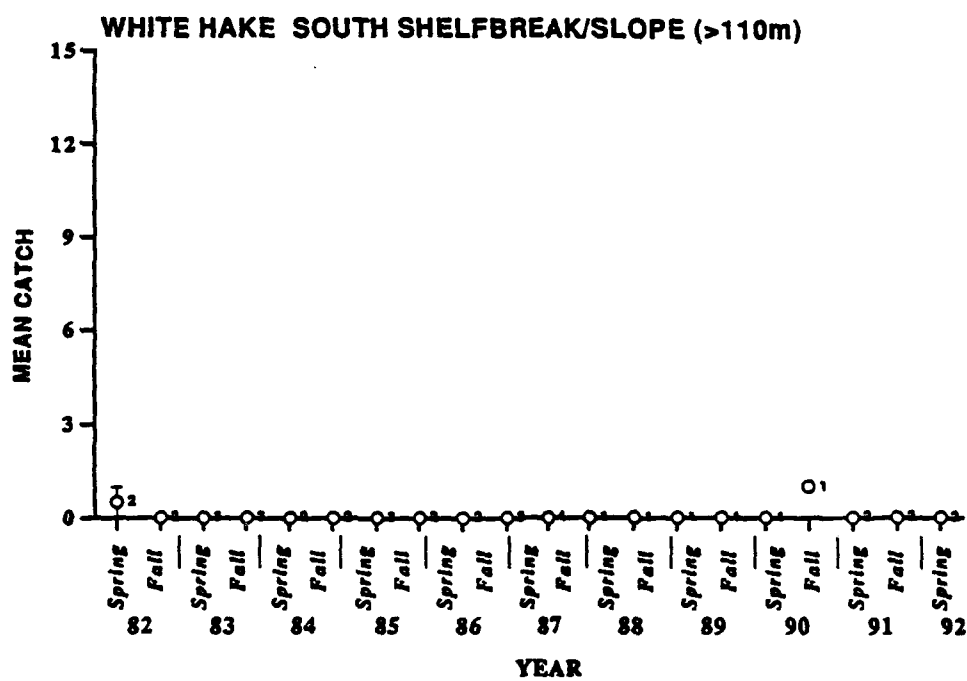 WHITE HAKE SOUTH SHELFBREAK/SLOPE (>110m)
15
12
9
6
3
0
MEAN CATCH
2
1
Spring Fall Spring Fall Spring Fall Spring Fall Spring Fall Spring Fall Spring Fall Spring Fall Spring Fall Spring Fall Spring
82 83 84 85 86 87 88 89 90 91 92
YEAR